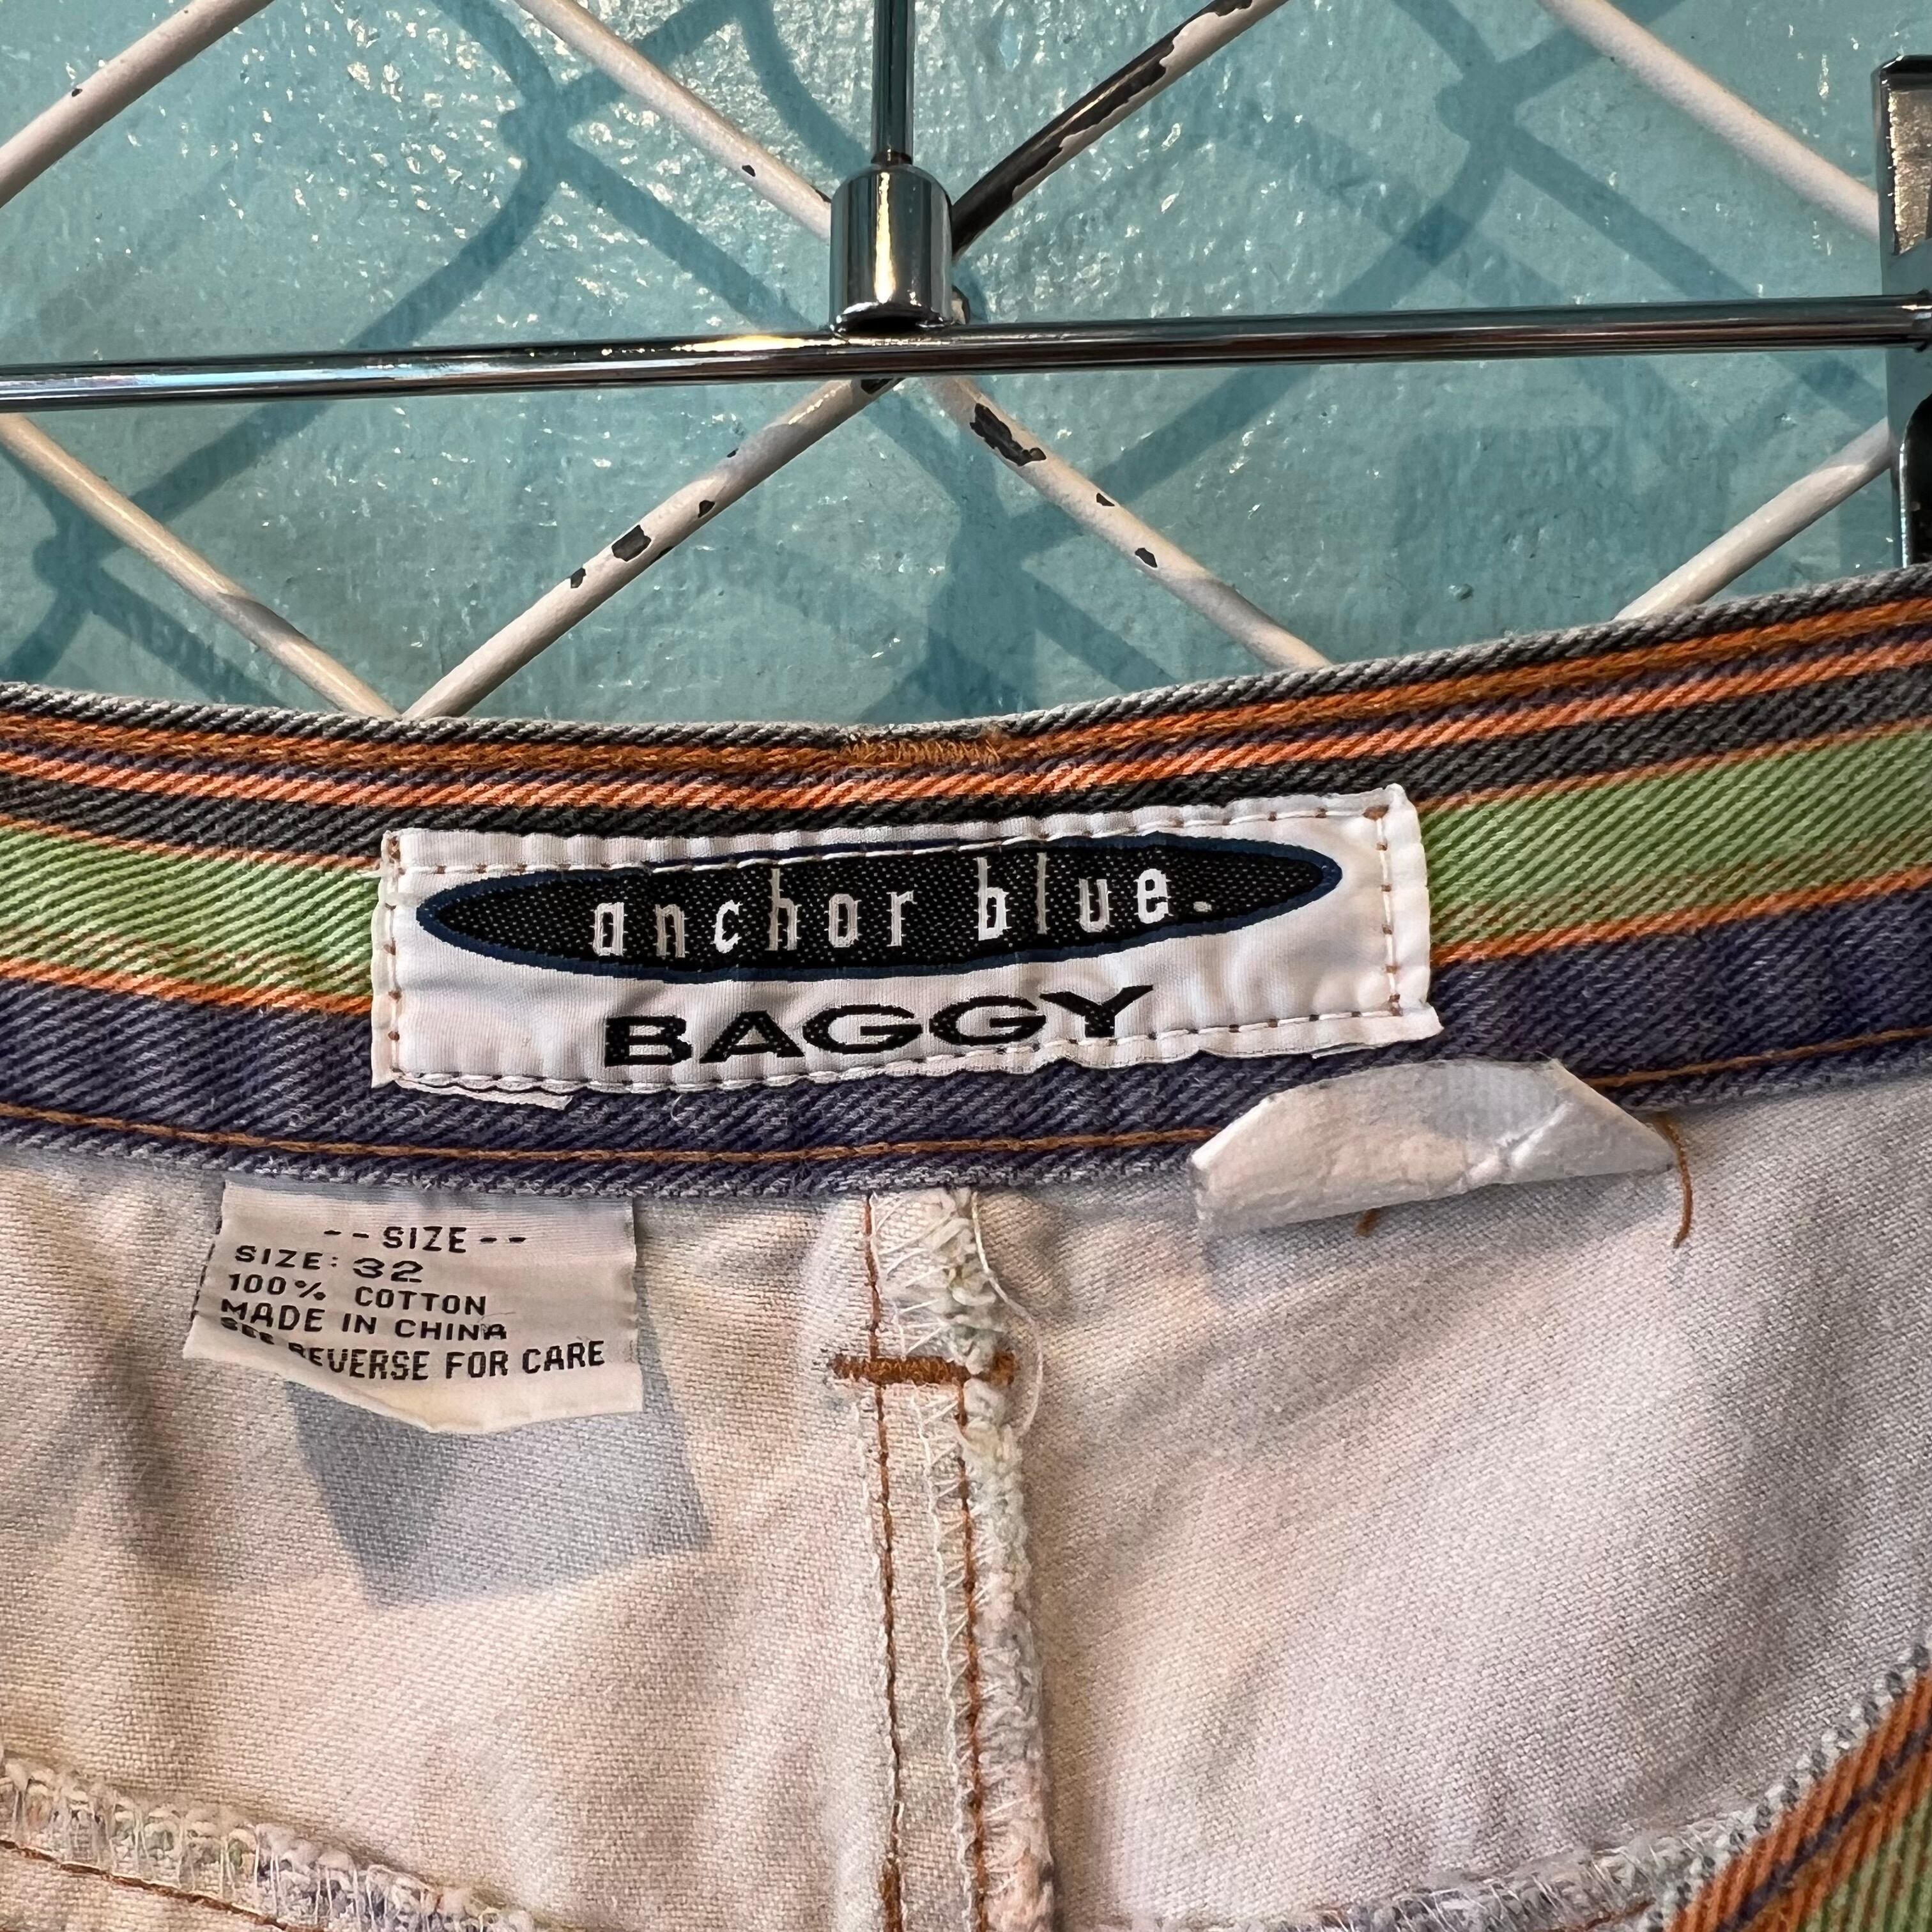 anchor blue.
BAGGY
--SIZE--
SIZE: 32
100% COTTON
MADE IN CHINA
SEE REVERSE FOR CARE